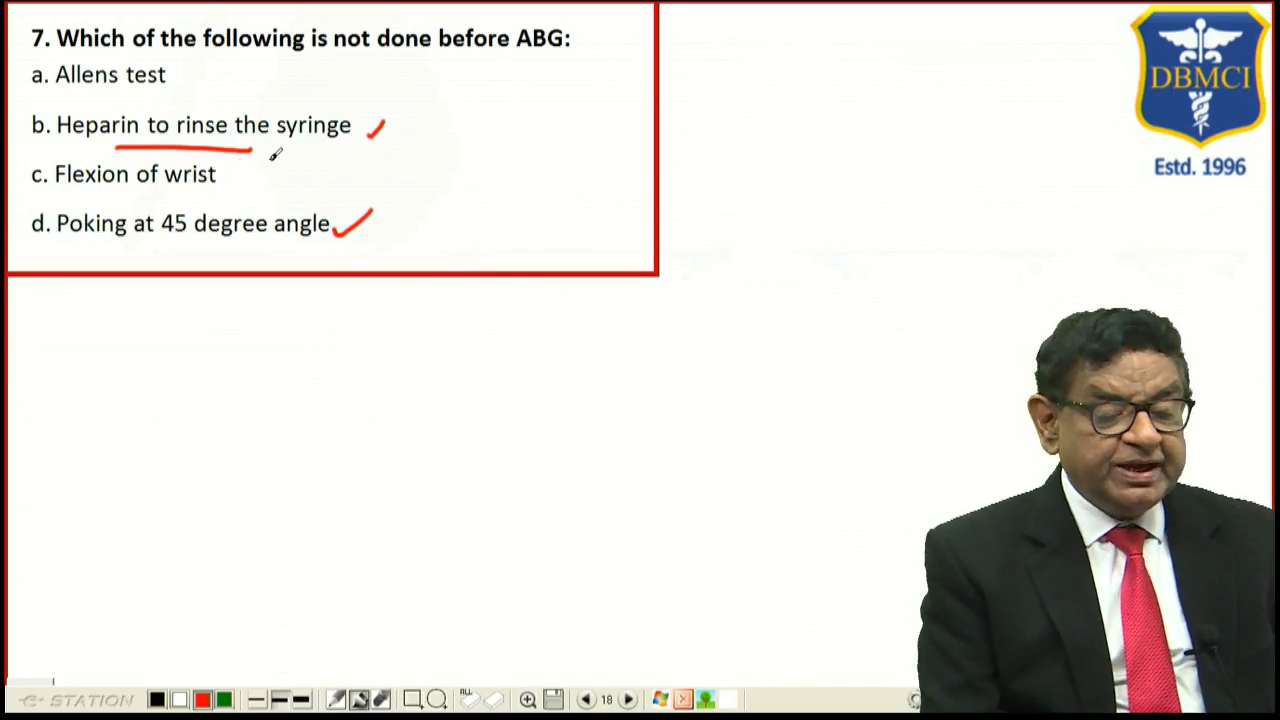 7. Which of the following is not done before ABG:
a. Allens test
b. Heparin to rinse the syringe
c. Flexion of wrist
d. Poking at 45 degree angle
DBMCI
Estd. 1996
e STATION
ALL
18